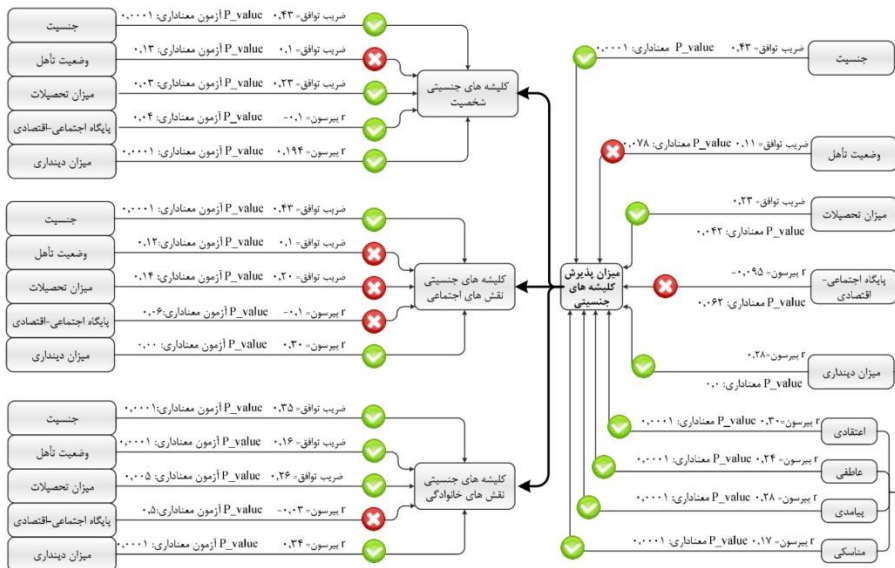 جنسیت
ضریب توافق= ۰,۴۳ P_value معناداری: ۰,۰۰۰۱
وضعیت تأهل
ضریب توافق= ۰,۱۱ P_value معناداری: ۰,۰۷۸
میزان تحصیلات
ضریب توافق= ۰,۲۳
P_value معناداری: ۰,۰۴۲
پایگاه اجتماعی-
اقتصادی
r پیرسون= ۰,۰۹۵-
P_value معناداری: ۰,۰۶۲
میزان دینداری
r پیرسون=۰,۲۸
P_value معناداری: ۰,۰
اعتقادی
r پیرسون=۰,۳۰ P_value معناداری: ۰,۰۰۰۱
عاطفی
r پیرسون= ۰,۲۴ P_value معناداری: ۰,۰۰۰۱
پیامدی
r پیرسون= ۰,۲۸ P_value معناداری: ۰,۰۰۰۱
مناسکی
r پیرسون= ۰,۱۷ P_value معناداری: ۰,۰۰۰۱
میزان پذیرش
کلیشه های
جنسیتی
کلیشه های جنسیتی
شخصیت
ضریب توافق= ۰,۴۳ P_value آزمون معناداری: ۰,۰۰۰۱
جنسیت
ضریب توافق= ۰,۱ P_value آزمون معناداری: ۰,۱۳
وضعیت تأهل
ضریب توافق= ۰,۲۳ P_value آزمون معناداری: ۰,۰۳
میزان تحصیلات
r پیرسون= ۰,۱- P_value آزمون معناداری: ۰,۰۴
پایگاه اجتماعی-اقتصادی
r پیرسون= ۰,۱۹۴ P_value آزمون معناداری: ۰,۰۰۰۱
میزان دینداری
کلیشه های جنسیتی
نقش های اجتماعی
ضریب توافق= ۰,۴۳ P_value آزمون معناداری: ۰,۰۰۰۱
جنسیت
ضریب توافق= ۰,۱ P_value آزمون معناداری: ۰,۱۲
وضعیت تأهل
ضریب توافق= ۰,۲۰ P_value آزمون معناداری: ۰,۱۴
میزان تحصیلات
r پیرسون= ۰,۱- P_value آزمون معناداری:۰,۰۶
پایگاه اجتماعی-اقتصادی
r پیرسون= ۰,۳۰ P_value آزمون معناداری: ۰,۰۰
میزان دینداری
کلیشه های جنسیتی
نقش های خانوادگی
ضریب توافق= ۰,۳۵ P_value آزمون معناداری:۰,۰۰۰۱
جنسیت
ضریب توافق= ۰,۱۶ P_value آزمون معناداری: ۰,۰۰۰۱
وضعیت تأهل
ضریب توافق= ۰,۲۶ P_value آزمون معناداری: ۰,۰۰۵
میزان تحصیلات
r پیرسون= ۰,۰۳- P_value آزمون معناداری:۰,۵
پایگاه اجتماعی-اقتصادی
r پیرسون= ۰,۳۴ P_value آزمون معناداری: ۰,۰۰۰۱
میزان دینداری